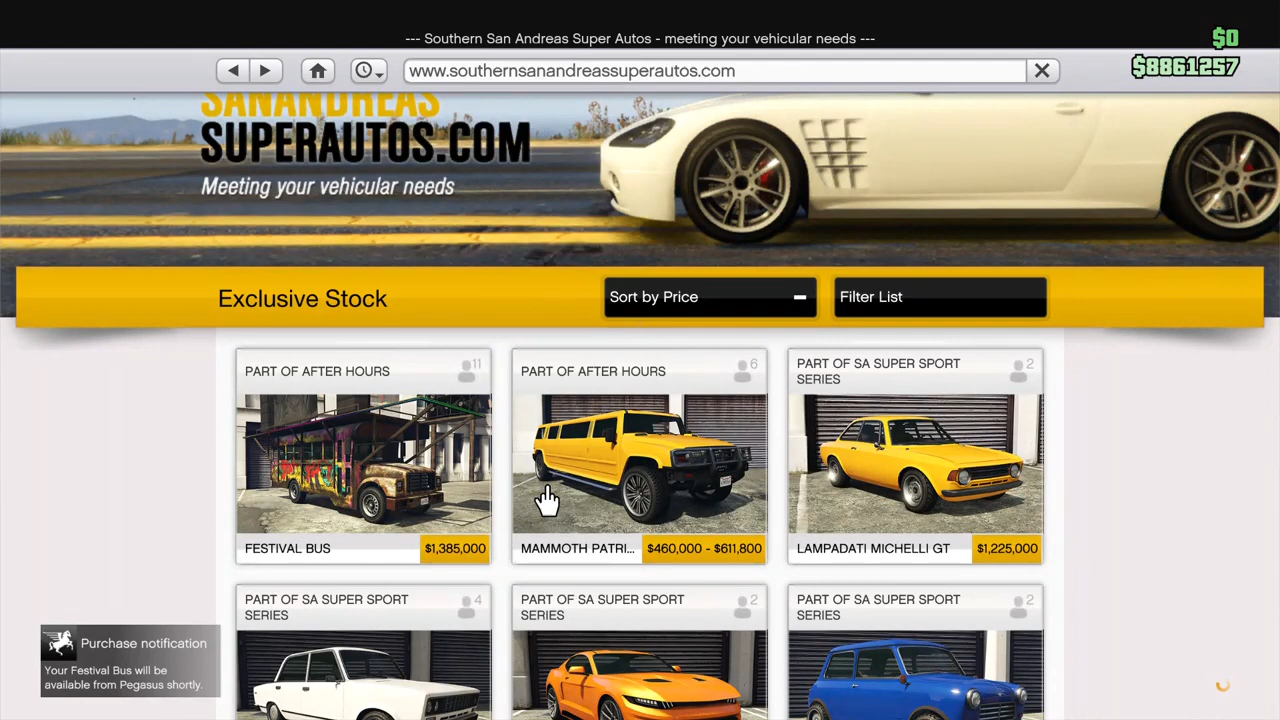 --- Southern San Andreas Super Autos - meeting your vehicular needs ---
$0
$8861257
www.southernsanandreassuperautos.com
SANANDREAS
SUPERAUTOS.COM
Meeting your vehicular needs
Exclusive Stock
Sort by Price
Filter List
PART OF AFTER HOURS
11
PART OF AFTER HOURS
6
PART OF SA SUPER SPORT
SERIES
2
FESTIVAL BUS
$1,385,000
MAMMOTH PATRI...
$460,000 - $611,800
LAMPADATI MICHELLI GT
$1,225,000
PART OF SA SUPER SPORT
SERIES
4
PART OF SA SUPER SPORT
SERIES
2
PART OF SA SUPER SPORT
SERIES
2
Purchase notification
Your Festival Bus will be
available from Pegasus shortly.